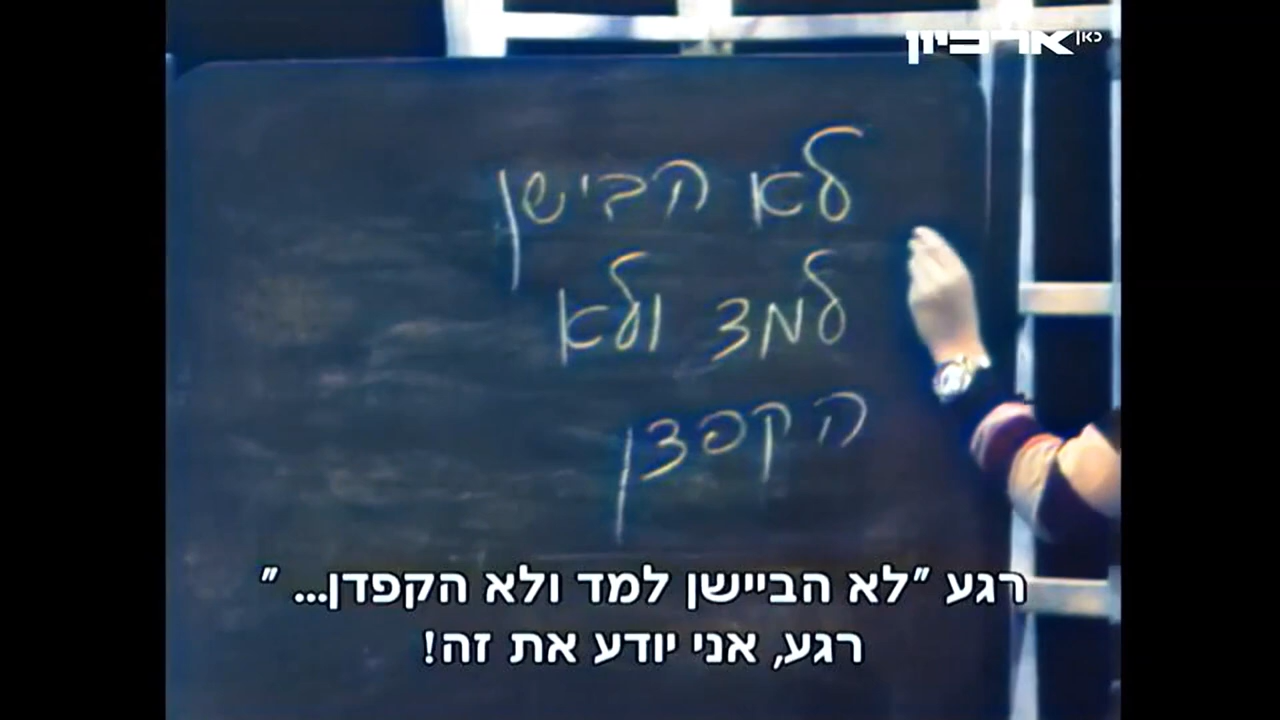 כאן ארכיון
לא הבישן
למד ולא
הקפדן
רגע "לא הביישן למד ולא הקפדן... "
רגע, אני יודע את זה!